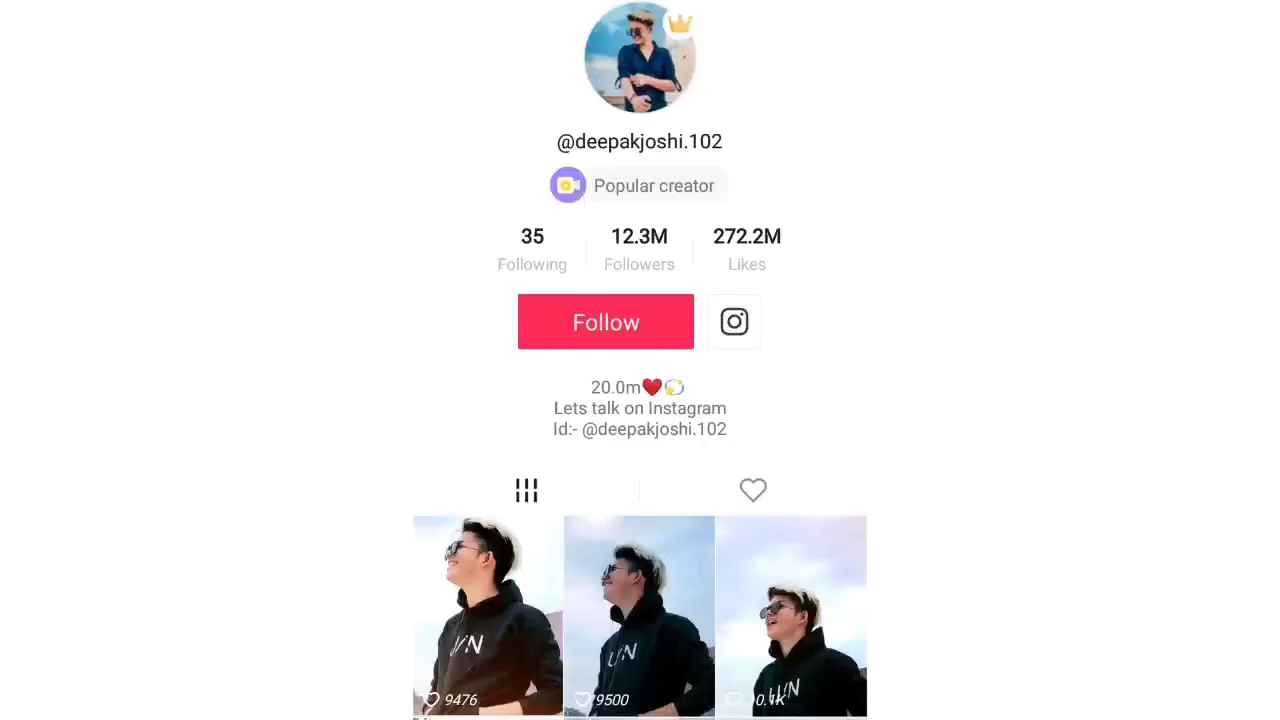 @deepakjoshi.102
Popular creator
35 12.3M 272.2M
Following Followers Likes
Follow
20.0m❤️💫
Lets talk on Instagram
Id:- @deepakjoshi.102
9476 9500